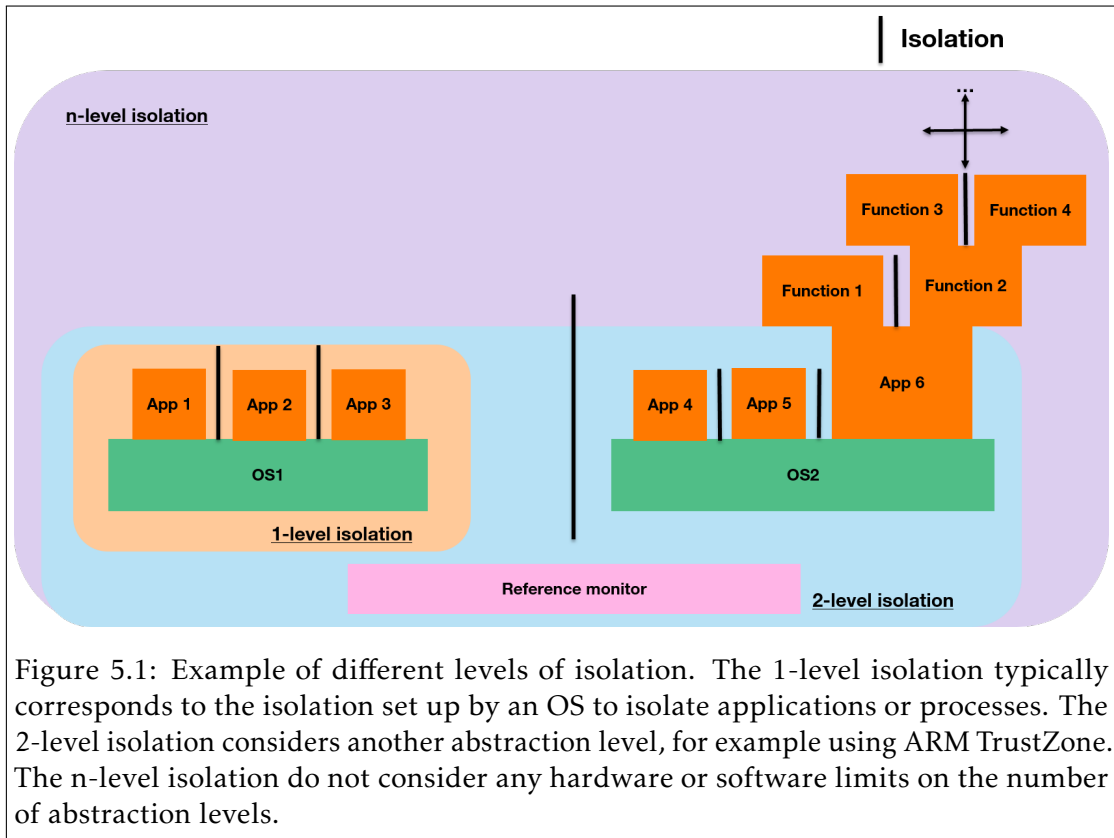 Isolation
...
n-level isolation
Function 3
Function 4
Function 1
Function 2
App 1
App 2
App 3
App 4
App 5
App 6
OS1
OS2
1-level isolation
Reference monitor
2-level isolation
Figure 5.1: Example of different levels of isolation. The 1-level isolation typically
corresponds to the isolation set up by an OS to isolate applications or processes. The
2-level isolation considers another abstraction level, for example using ARM TrustZone.
The n-level isolation do not consider any hardware or software limits on the number
of abstraction levels.